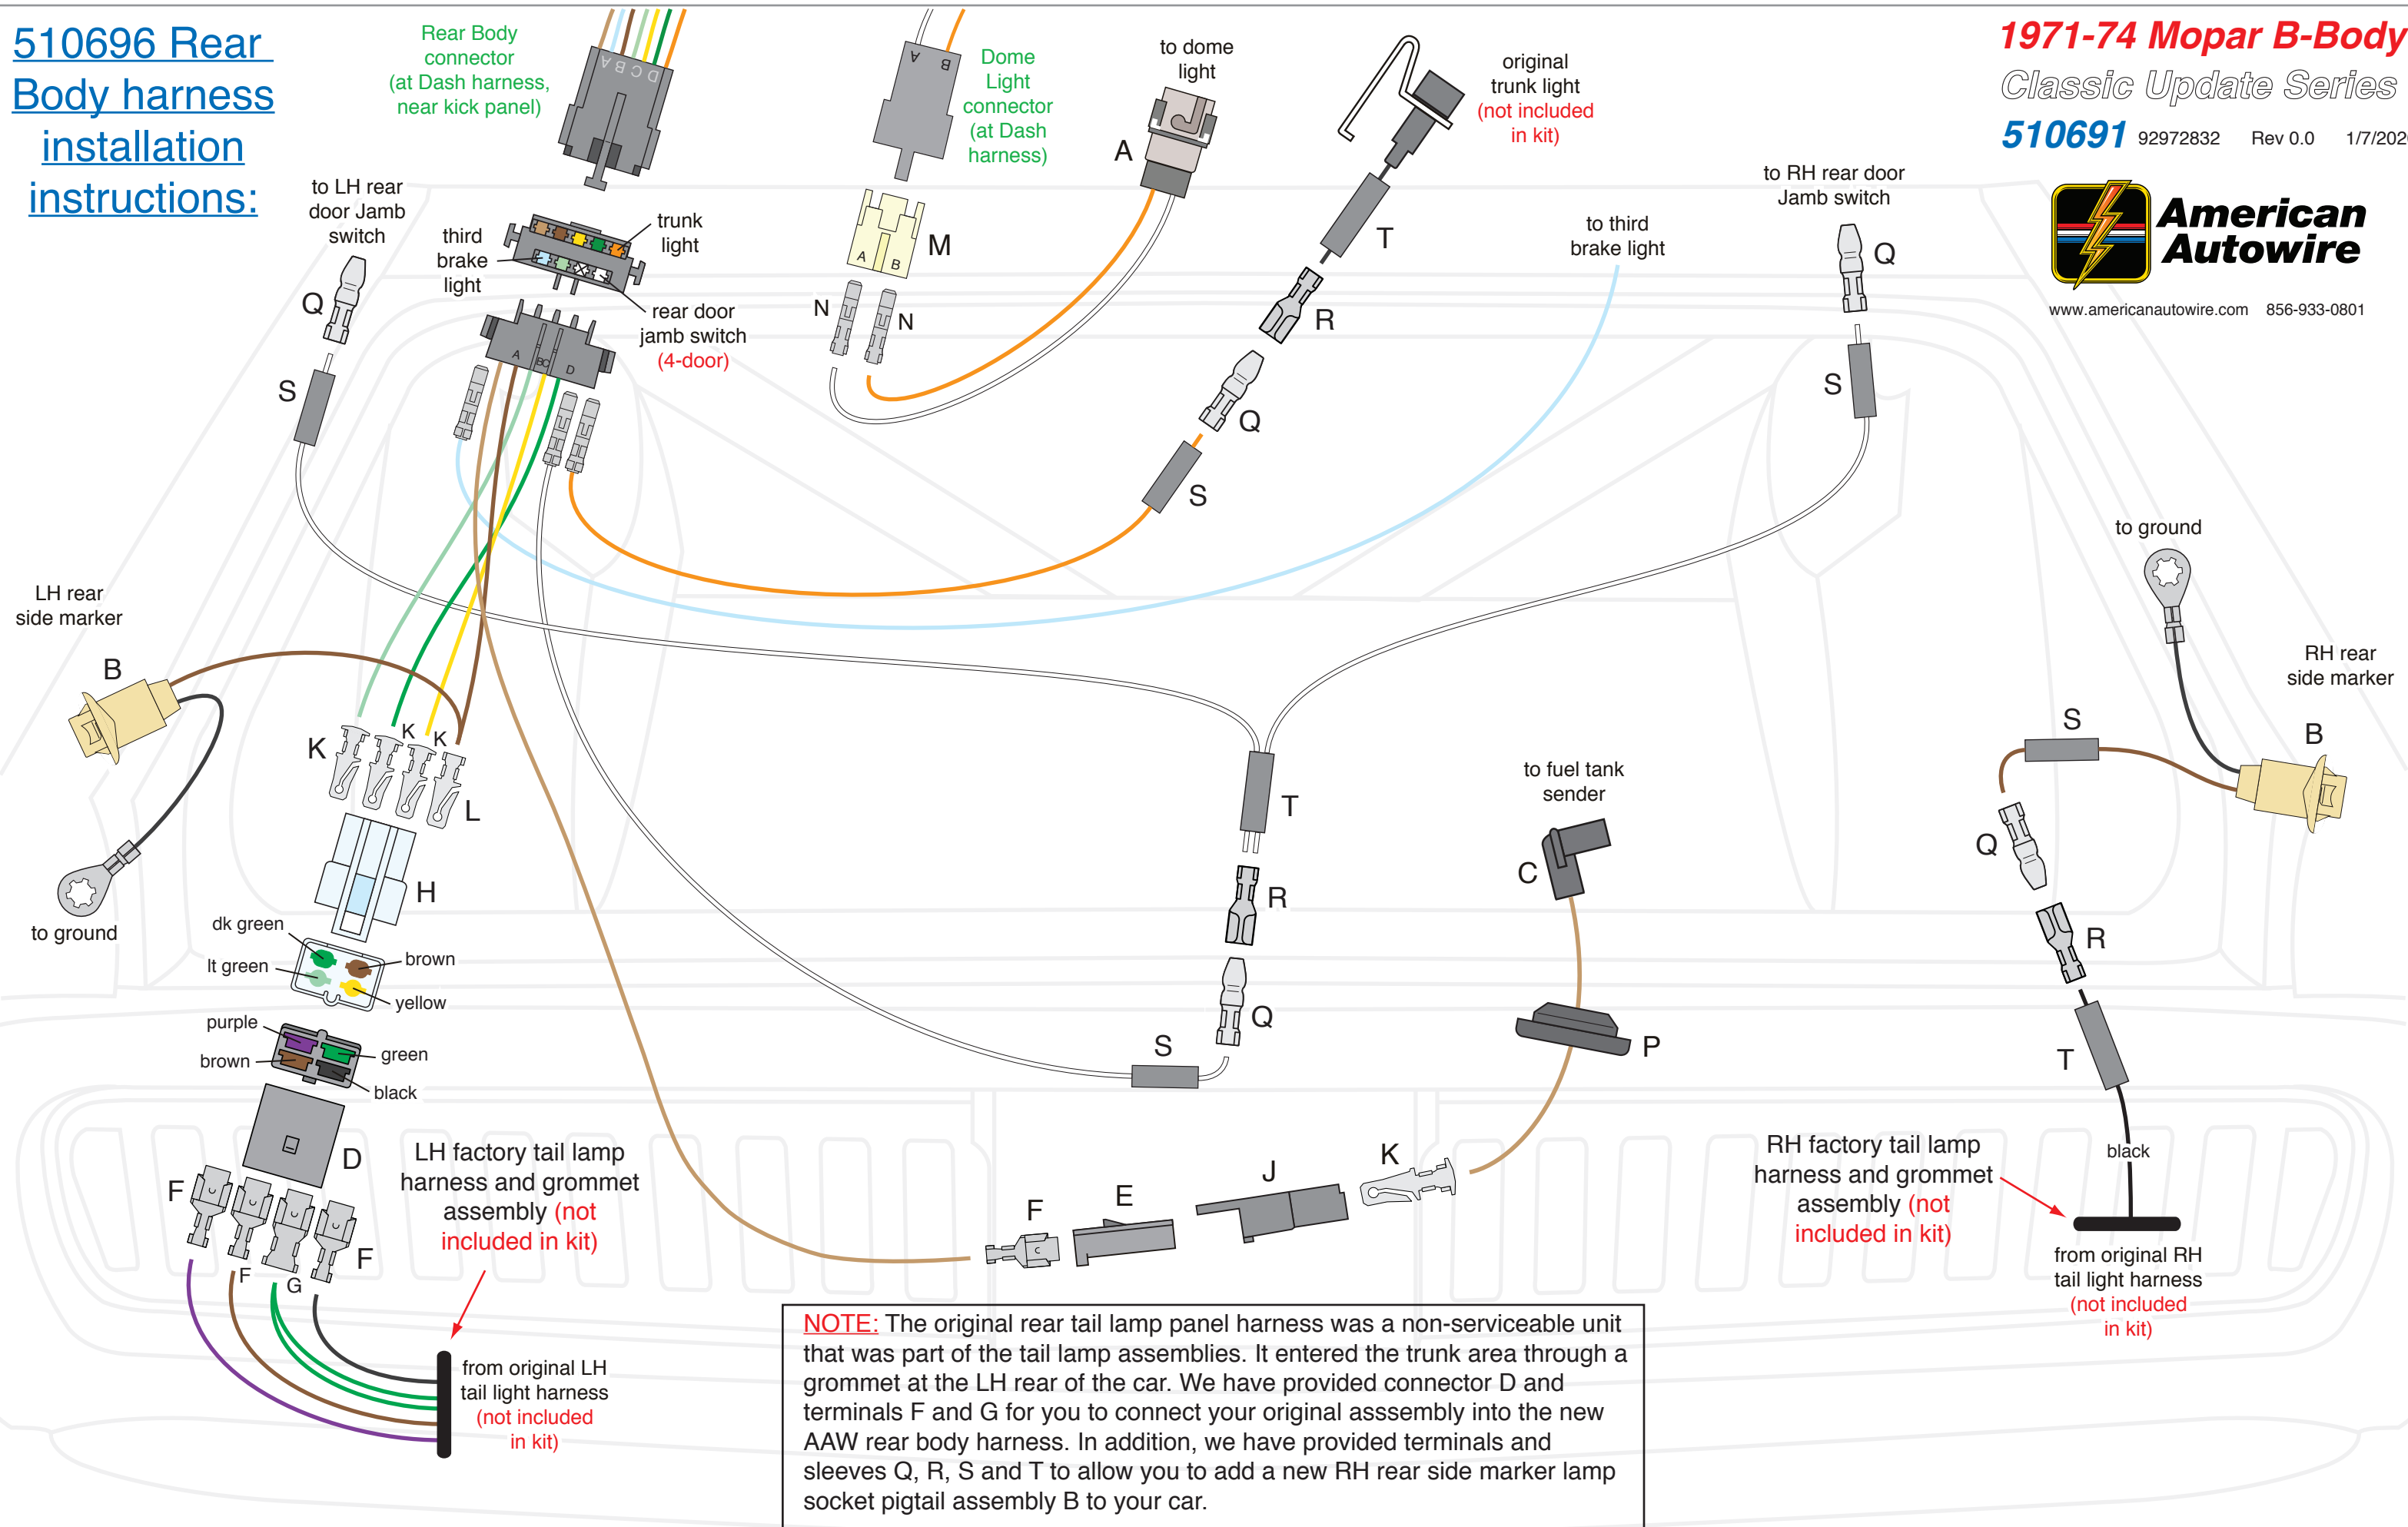 510696 Rear
Body harness
installation
instructions:
Rear Body
connector
(at Dash harness,
near kick panel)
A B C D
A B
Dome
Light
connector
(at Dash
harness)
to dome
light
A
original
trunk light
(not included
in kit)
1971-74 Mopar B-Body
Classic Update Series
510691 92972832 Rev 0.0 1/7/202
American
Autowire
www.americanautowire.com 856-933-0801
to LH rear
door Jamb
switch
Q
S
third
brake
light
trunk
light
rear door
jamb switch
(4-door)
A BC D
M
A B
N
N
T
R
Q
S
to third
brake light
to RH rear door
Jamb switch
Q
S
LH rear
side marker
B
to ground
K
K
K
L
H
dk green
lt green
brown
yellow
purple
brown
green
black
D
F
F
G
F
LH factory tail lamp
harness and grommet
assembly (not
included in kit)
from original LH
tail light harness
(not included
in kit)
T
R
Q
S
to fuel tank
sender
C
P
F
E
J
K
to ground
RH rear
side marker
B
S
Q
R
T
black
RH factory tail lamp
harness and grommet
assembly (not
included in kit)
from original RH
tail light harness
(not included
in kit)
NOTE: The original rear tail lamp panel harness was a non-serviceable unit
that was part of the tail lamp assemblies. It entered the trunk area through a
grommet at the LH rear of the car. We have provided connector D and
terminals F and G for you to connect your original asssembly into the new
AAW rear body harness. In addition, we have provided terminals and
sleeves Q, R, S and T to allow you to add a new RH rear side marker lamp
socket pigtail assembly B to your car.